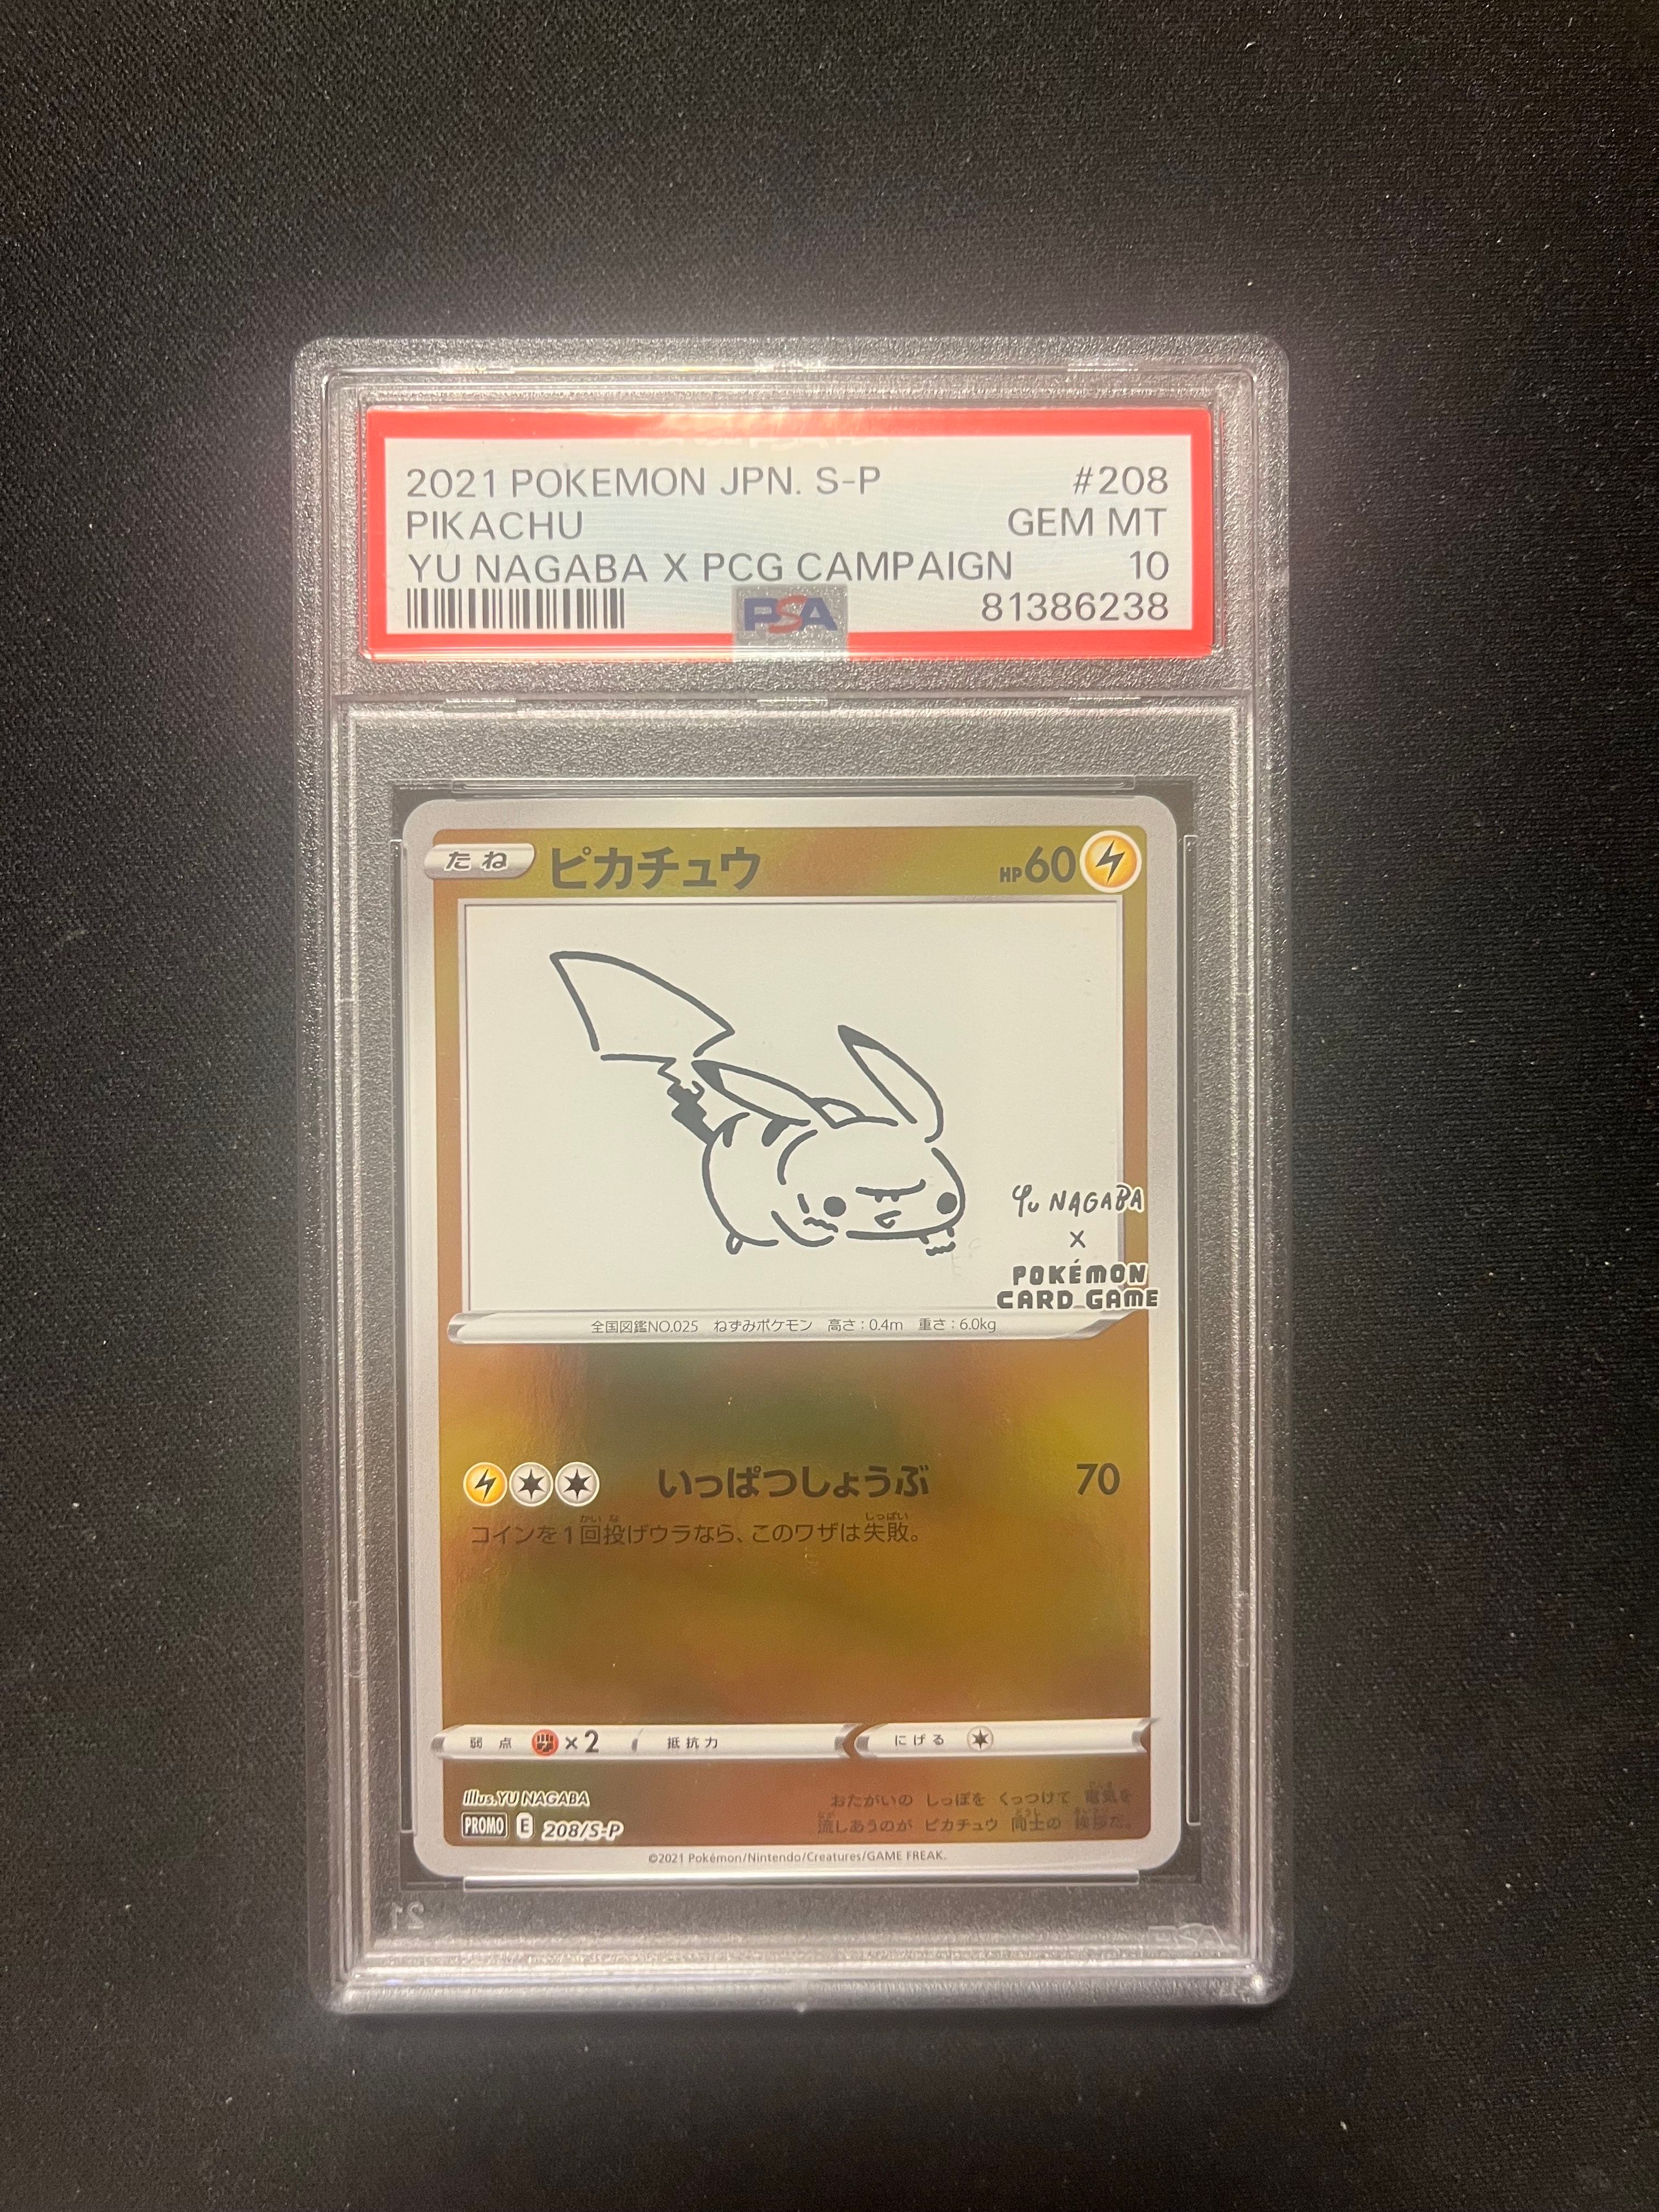 2021 POKEMON JPN. S-P #208
PIKACHU GEM MT
YU NAGABA X PCG CAMPAIGN 10
PSA 81386238
たね ピカチュウ HP60
YU NAGABA
X
POKÉMON
CARD GAME
全国図鑑NO.025 ねずみポケモン 高さ:0.4m 重さ:6.0kg
いっぱつしょうぶ 70
コインを1回投げウラなら、このワザは失敗。
弱点 ×2 抵抗力 にげる
Illus. YU NAGABA
PROMO E 208/S-P
おたがいの しっぽを くっつけて 電気を
流しあうのが ピカチュウ 同士の 挨拶だ。
©2021 Pokémon/Nintendo/Creatures/GAME FREAK.
21
PSA